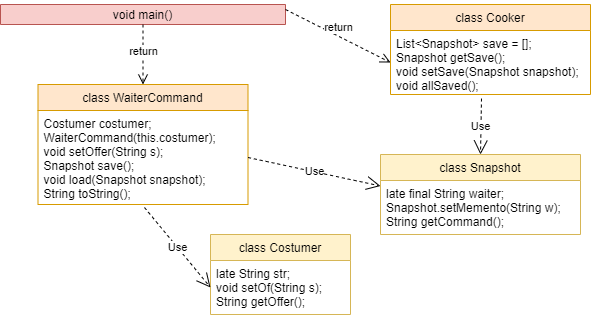 void main()
return
return
class Cooker
List<Snapshot> save = [];
Snapshot getSave();
void setSave(Snapshot snapshot);
void allSaved();
class WaiterCommand
Costumer costumer;
WaiterCommand(this.costumer);
void setOffer(String s);
Snapshot save();
void load(Snapshot snapshot);
String toString();
Use
Use
class Snapshot
late final String waiter;
Snapshot.setMemento(String w);
String getCommand();
Use
class Costumer
late String str;
void setOf(String s);
String getOffer();